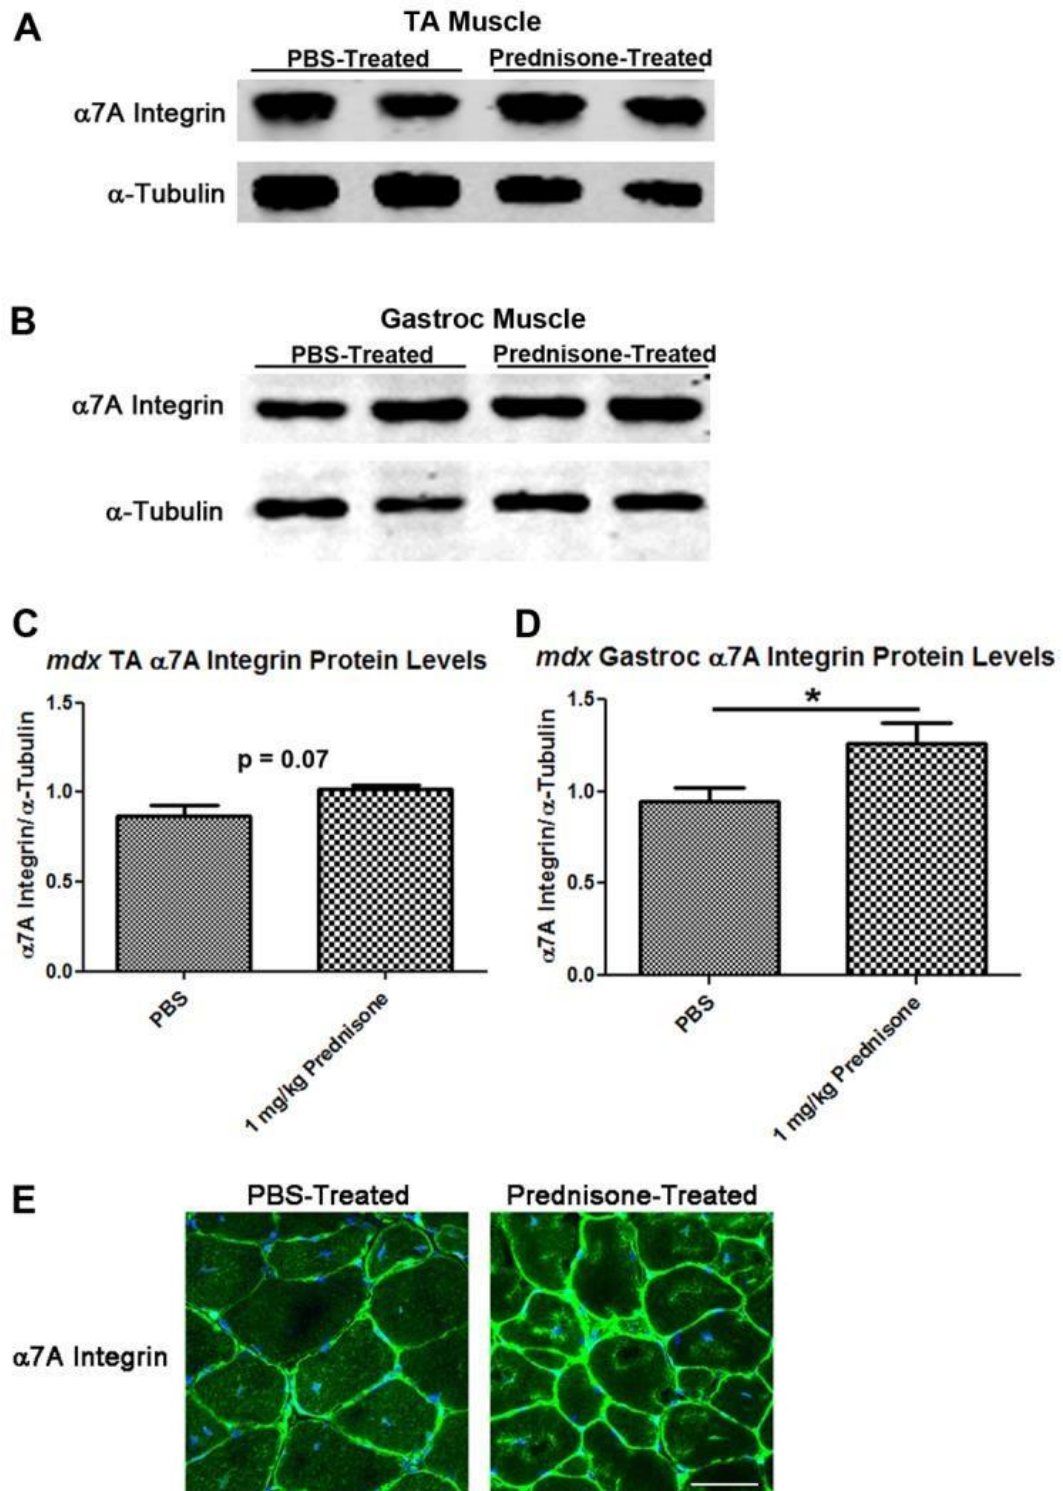 A
TA Muscle
PBS-Treated Prednisone-Treated
α7A Integrin
α-Tubulin
B
Gastroc Muscle
PBS-Treated Prednisone-Treated
α7A Integrin
α-Tubulin
C
mdx TA α7A Integrin Protein Levels
α7A Integrin/ α-Tubulin
1.5
1.0
0.5
0.0
p = 0.07
PBS
1 mg/kg Prednisone
D
mdx Gastroc α7A Integrin Protein Levels
α7A Integrin/ α-Tubulin
1.5
1.0
0.5
0.0
*
PBS
1 mg/kg Prednisone
E
PBS-Treated Prednisone-Treated
α7A Integrin